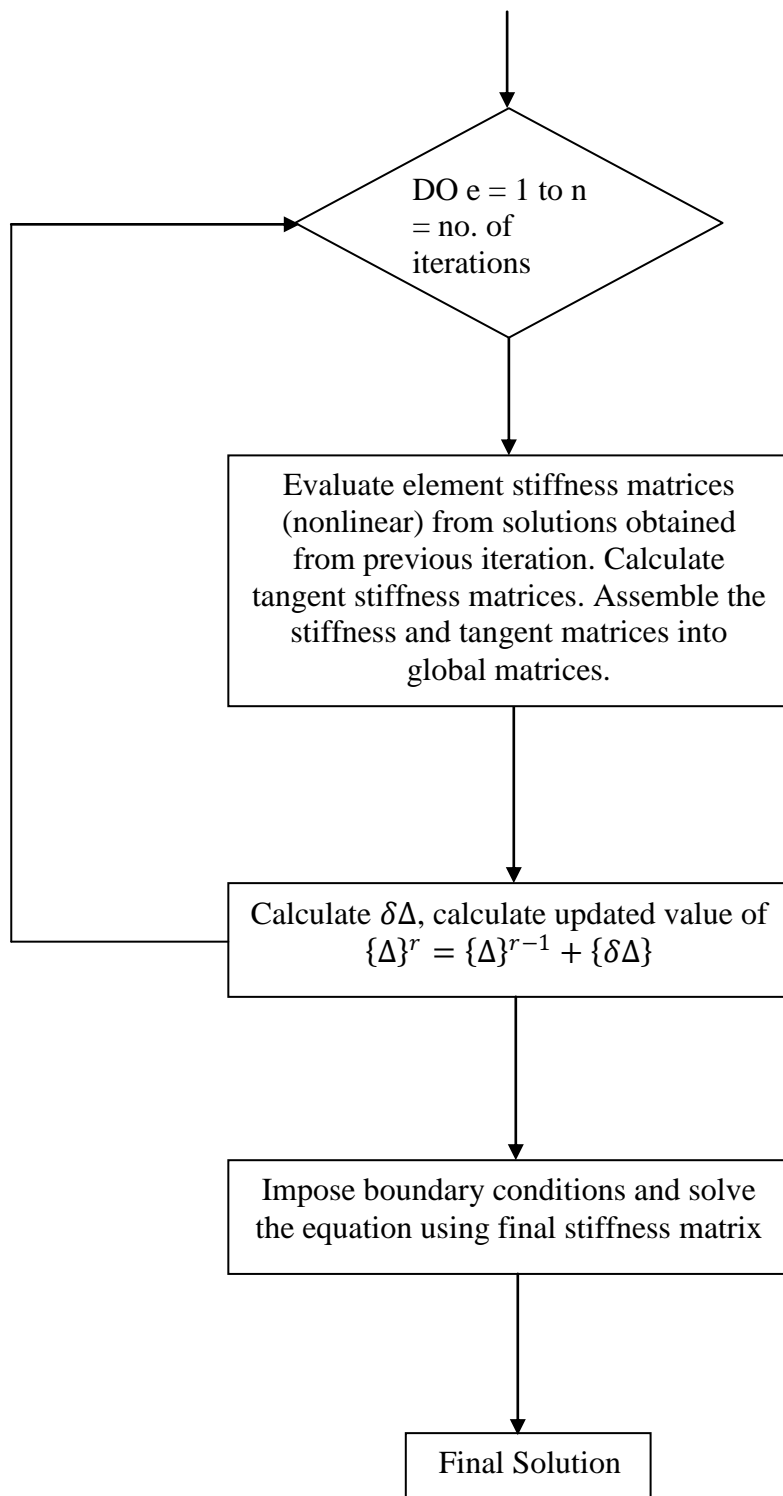 DO e = 1 to n
= no. of
iterations
Evaluate element stiffness matrices
(nonlinear) from solutions obtained
from previous iteration. Calculate
tangent stiffness matrices. Assemble the
stiffness and tangent matrices into
global matrices.
Calculate 𝛿Δ, calculate updated value of
{Δ}^𝑟 = {Δ}^{𝑟−1} + {𝛿Δ}
Impose boundary conditions and solve
the equation using final stiffness matrix
Final Solution